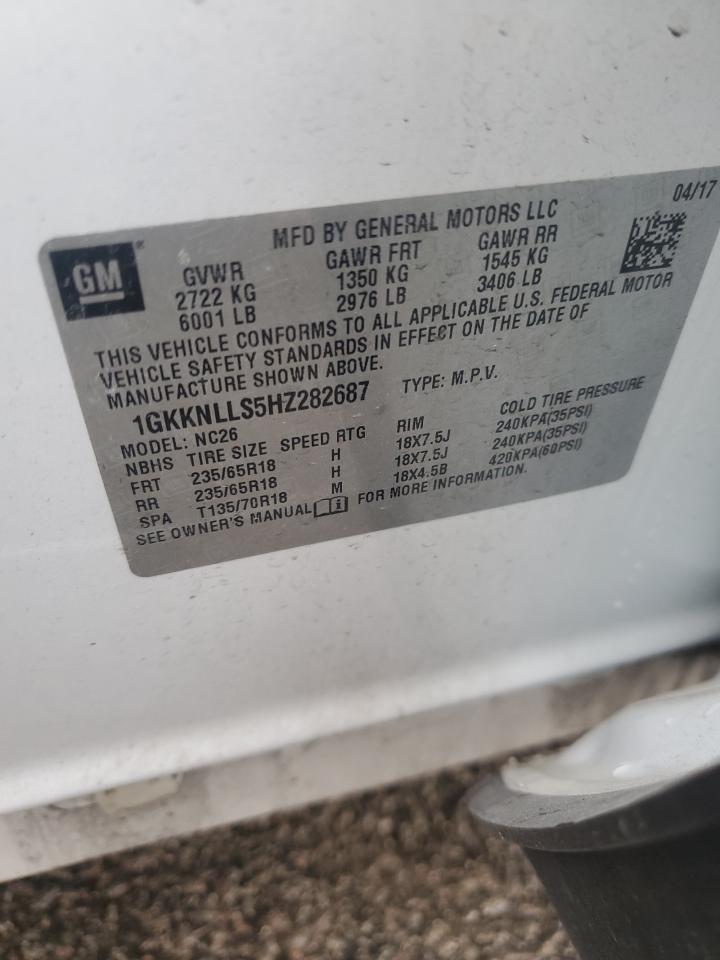 04/17
MFD BY GENERAL MOTORS LLC
GM®
GVWR GAWR FRT GAWR RR
2722 KG 1350 KG 1545 KG
6001 LB 2976 LB 3406 LB
THIS VEHICLE CONFORMS TO ALL APPLICABLE U.S. FEDERAL MOTOR
VEHICLE SAFETY STANDARDS IN EFFECT ON THE DATE OF
MANUFACTURE SHOWN ABOVE.
1GKKNLLS5HZ282687 TYPE: M.P.V.
MODEL: NC26
NBHS TIRE SIZE SPEED RTG RIM COLD TIRE PRESSURE
FRT 235/65R18 H 18X7.5J 240KPA(35PSI)
RR 235/65R18 H 18X7.5J 240KPA(35PSI)
SPA T135/70R18 M 18X4.5B 420KPA(60PSI)
SEE OWNER'S MANUAL i FOR MORE INFORMATION.